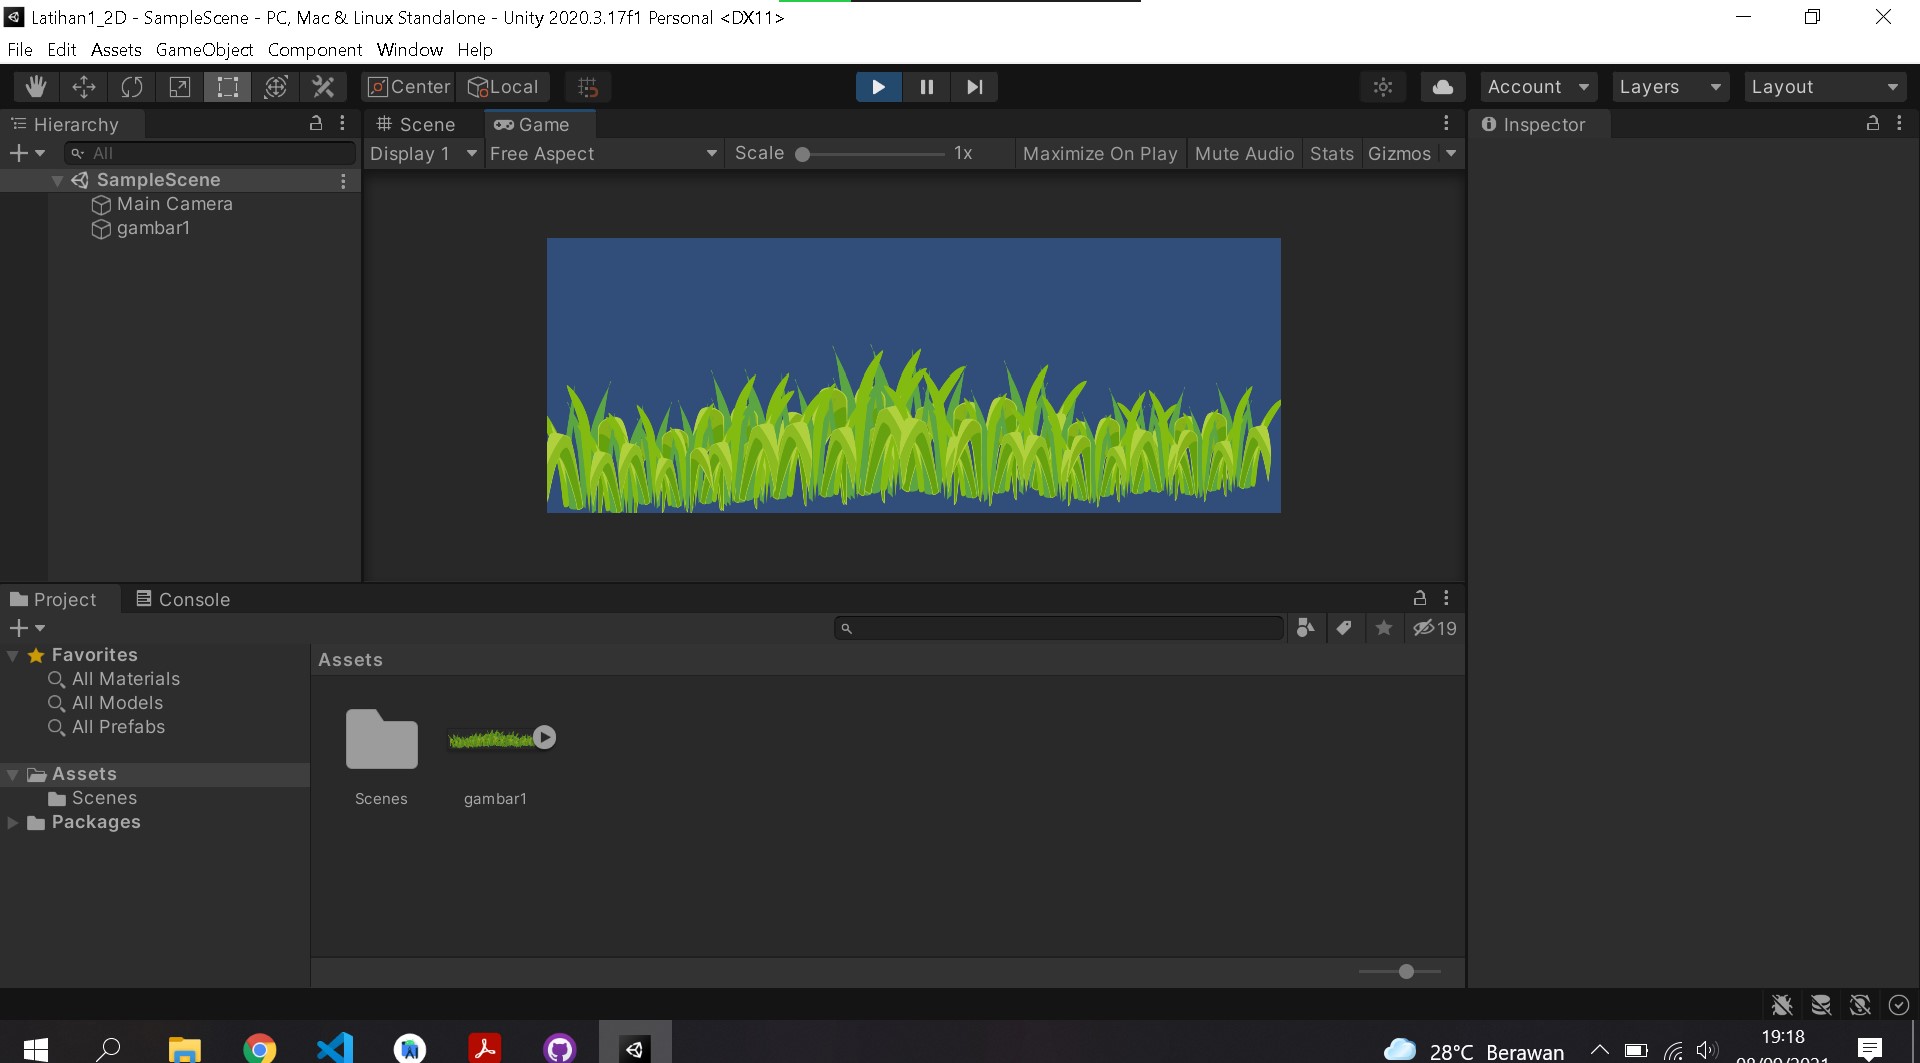 Latihan1_2D - SampleScene - PC, Mac & Linux Standalone - Unity 2020.3.17f1 Personal <DX11>
File Edit Assets GameObject Component Window Help
Center Local Account Layers Layout
Hierarchy
All
SampleScene
Main Camera
gambar1
Scene Game
Display 1 Free Aspect Scale 1x Maximize On Play Mute Audio Stats Gizmos
Inspector
Project Console
19
Favorites
All Materials
All Models
All Prefabs
Assets
Scenes
Packages
Assets
Scenes gambar1
28°C Berawan
19:18